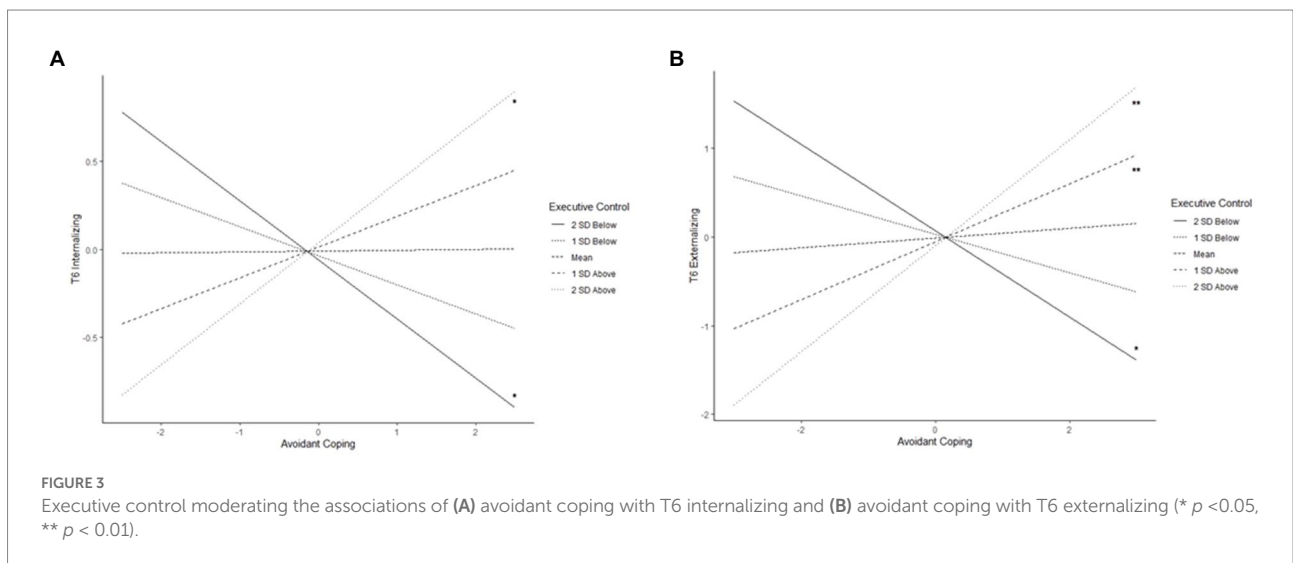 A
0.5
0.0
-0.5
T6 Internalizing
-2
-1
0
1
2
Avoidant Coping
*
*
Executive Control
2 SD Below
1 SD Below
Mean
1 SD Above
2 SD Above
B
1
0
-1
-2
T6 Externalizing
-2
0
2
Avoidant Coping
**
**
*
Executive Control
2 SD Below
1 SD Below
Mean
1 SD Above
2 SD Above
FIGURE 3
Executive control moderating the associations of (A) avoidant coping with T6 internalizing and (B) avoidant coping with T6 externalizing (* p <0.05,
** p < 0.01).